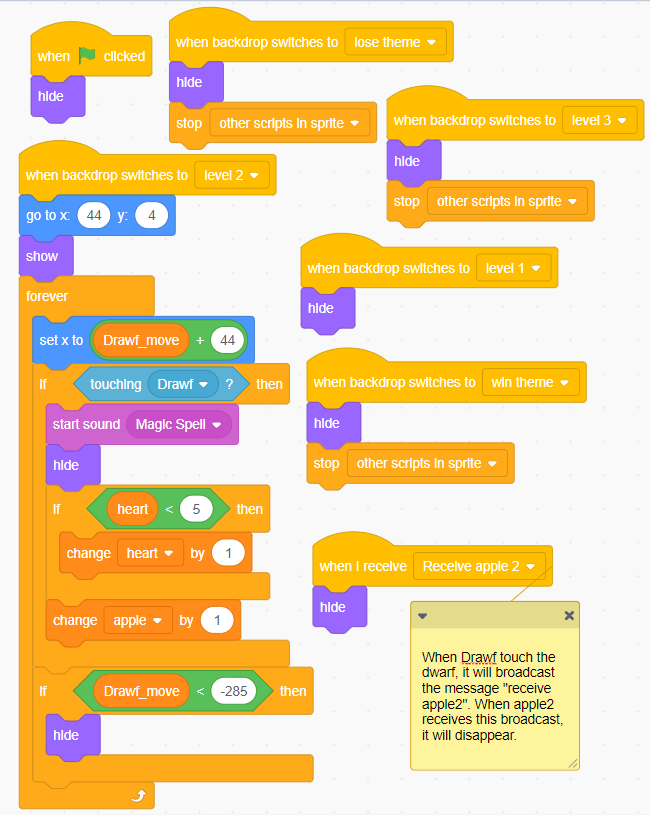 when clicked
hide
when backdrop switches to lose theme
hide
stop other scripts in sprite
when backdrop switches to level 3
hide
stop other scripts in sprite
when backdrop switches to level 2
go to x: 44 y: 4
show
forever
set x to Drawf_move + 44
if touching Drawf ? then
start sound Magic Spell
hide
if heart < 5 then
change heart by 1
change apple by 1
if Drawf_move < -285 then
hide
when backdrop switches to level 1
hide
when backdrop switches to win theme
hide
stop other scripts in sprite
when I receive Receive apple 2
hide
When Drawf touch the
dwarf, it will broadcast
the message "receive
apple2". When apple2
receives this broadcast,
it will disappear.